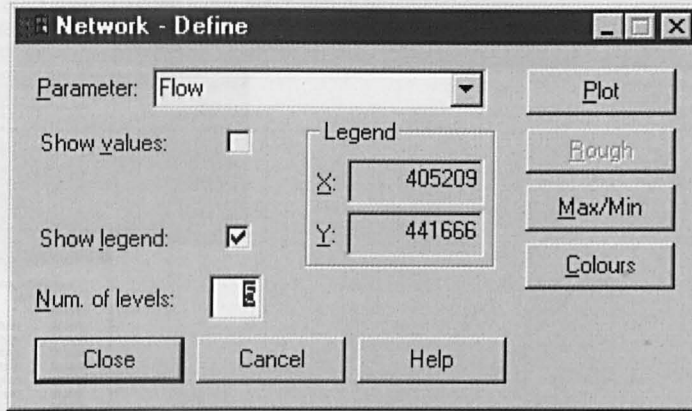 Network - Define
Parameter: Flow
Plot
Show values:
Legend
Rough
X: 405209
Max/Min
Show legend:
Y: 441666
Colours
Num. of levels:
Close Cancel Help